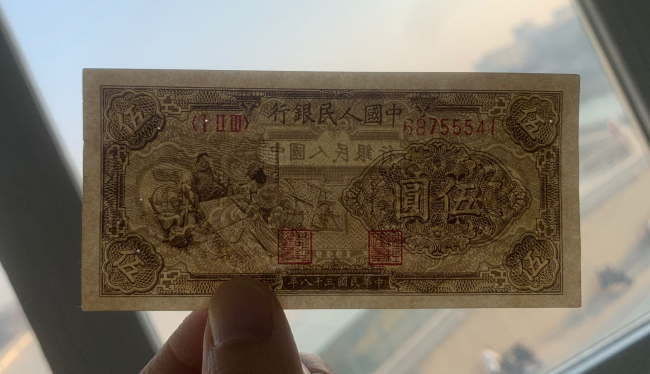 中國人民銀行
〈I II III〉
68755541
伍
伍
伍圓
中國人民銀行
伍
伍
中華民國三十八年